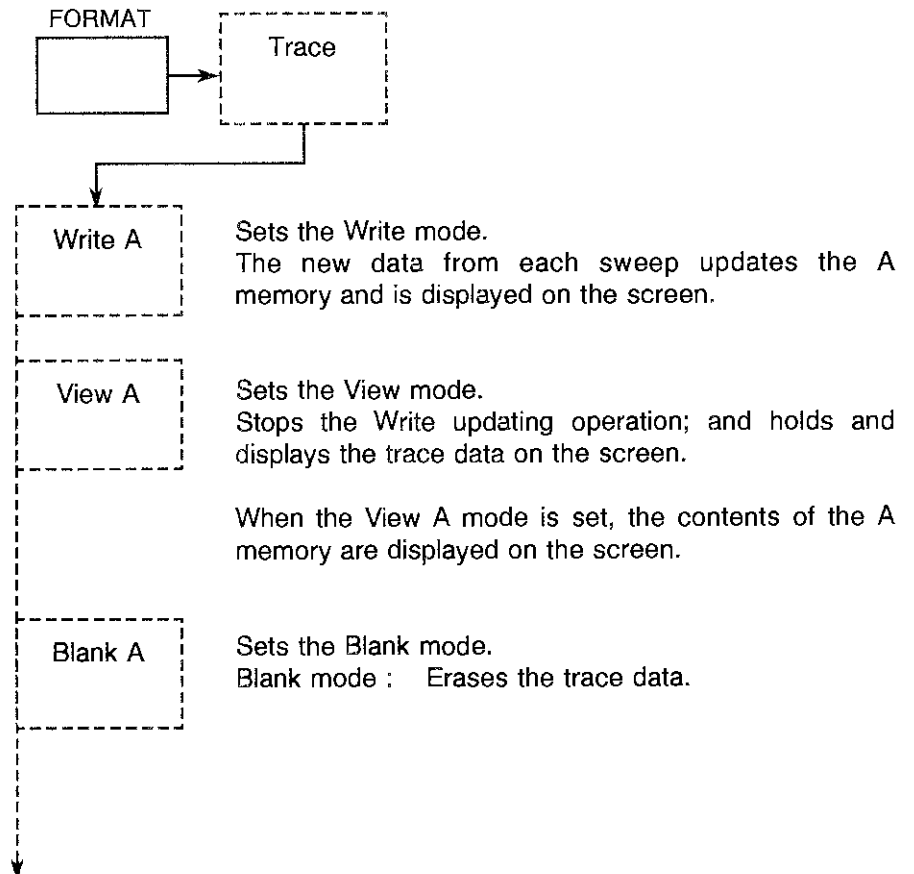 FORMAT
Trace
Write A
Sets the Write mode.
The new data from each sweep updates the A
memory and is displayed on the screen.
View A
Sets the View mode.
Stops the Write updating operation; and holds and
displays the trace data on the screen.
When the View A mode is set, the contents of the A
memory are displayed on the screen.
Blank A
Sets the Blank mode.
Blank mode : Erases the trace data.